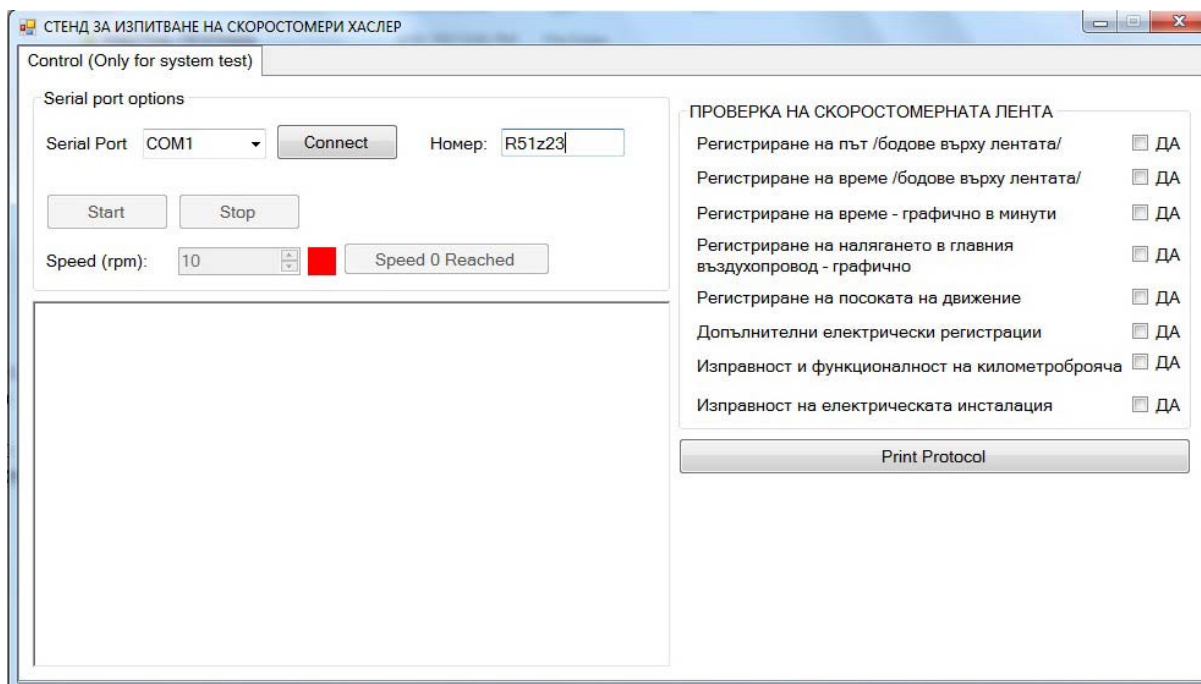 СТЕНД ЗА ИЗПИТВАНЕ НА СКОРОСТОМЕРИ ХАСЛЕР
Control (Only for system test)
Serial port options
Serial Port COM1 Connect Номер: R51z23
Start Stop
Speed (rpm): 10 Speed 0 Reached
ПРОВЕРКА НА СКОРОСТОМЕРНАТА ЛЕНТА
Регистриране на път /бодове върху лентата/ ДА
Регистриране на време /бодове върху лентата/ ДА
Регистриране на време - графично в минути ДА
Регистриране на налягането в главния
въздухопровод - графично ДА
Регистриране на посоката на движение ДА
Допълнителни електрически регистрации ДА
Изправност и функционалност на километроброяча ДА
Изправност на електрическата инсталация ДА
Print Protocol